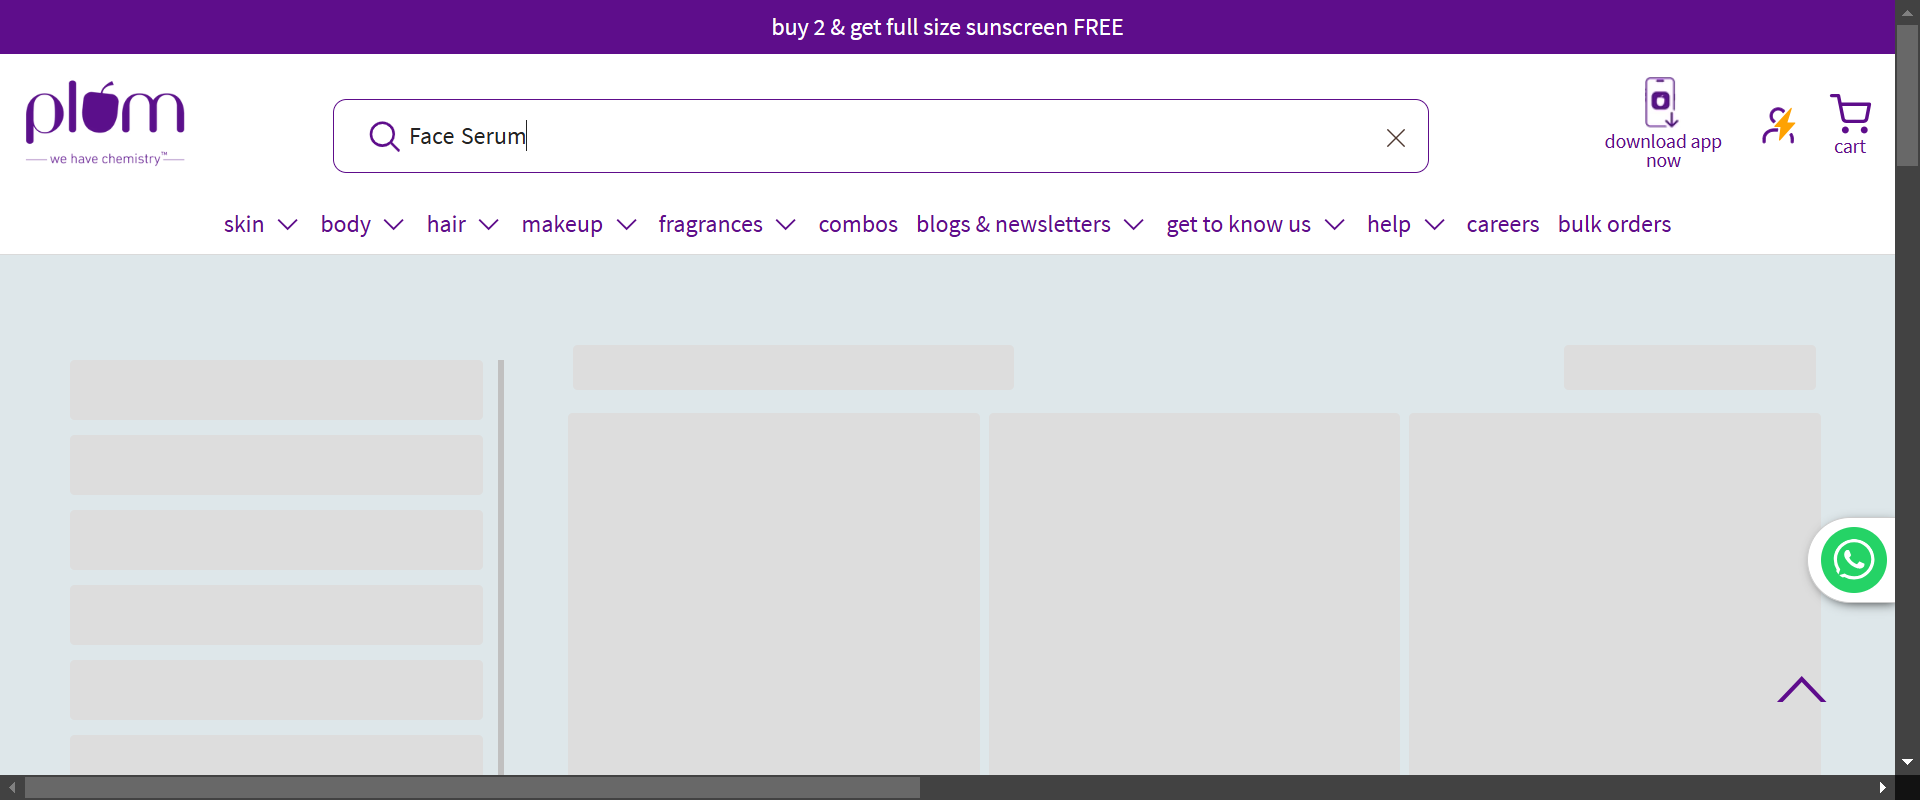 buy 2 & get full size sunscreen FREE
plum
we have chemistry™
Face Serum
download app
now
cart
skin
body
hair
makeup
fragrances
combos
blogs & newsletters
get to know us
help
careers
bulk orders